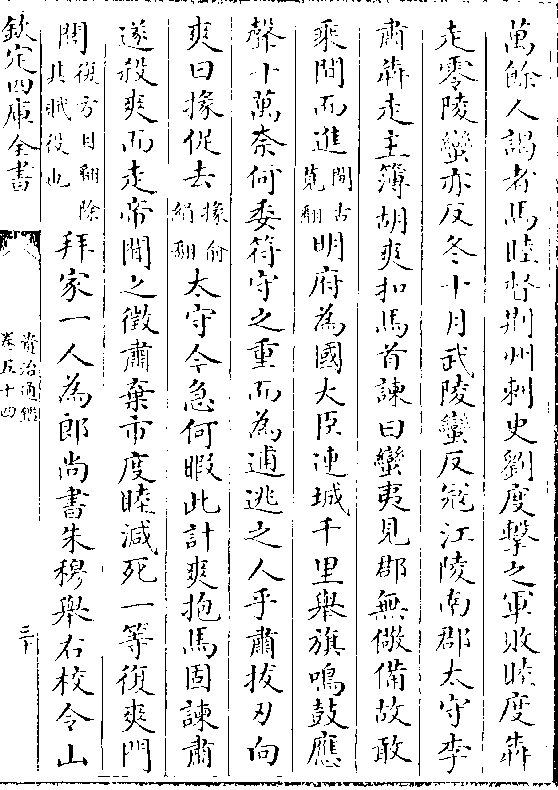 萬餘人謁者馬睦督荆州刺史劉度擊之軍敗睦度犇
走零陵蠻亦反冬十月武陵蠻反冦江陵南郡太守李
肅犇走主簿胡爽扣馬首諫曰蠻夷見郡無儆備故敢
乘間而進間古莧翻明府為國大臣連城千里舉旗鳴鼓應
聲十萬奈何委符守之重而為逋逃之人乎肅拔刃向
爽曰掾促去掾俞絹翻太守今急何暇此計爽抱馬固諫肅
遂殺爽而走帝聞之徵肅棄市度睦減死一等復爽門
閭復方目翻除其賦役也拜家一人為郎尚書朱穆舉右校令山
欽定四庫全書
資治通鑑
卷五十四
三十